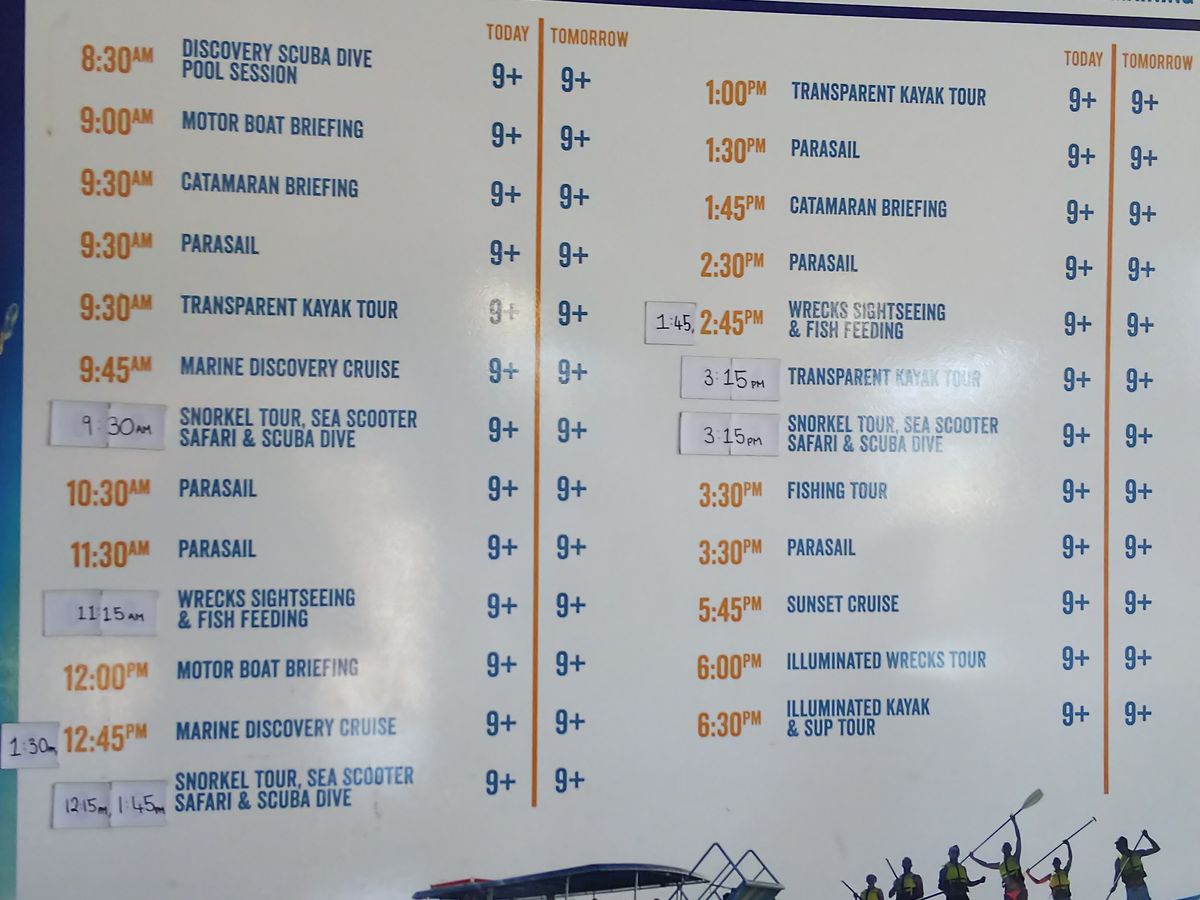 TODAY TOMORROW
8:30AM DISCOVERY SCUBA DIVE
POOL SESSION 9+ 9+
9:00AM MOTOR BOAT BRIEFING 9+ 9+
9:30AM CATAMARAN BRIEFING 9+ 9+
9:30AM PARASAIL 9+ 9+
9:30AM TRANSPARENT KAYAK TOUR 9+ 9+
9:45AM MARINE DISCOVERY CRUISE 9+ 9+
9:30AM SNORKEL TOUR, SEA SCOOTER
SAFARI & SCUBA DIVE 9+ 9+
10:30AM PARASAIL 9+ 9+
11:30AM PARASAIL 9+ 9+
11:15AM WRECKS SIGHTSEEING
& FISH FEEDING 9+ 9+
12:00PM MOTOR BOAT BRIEFING 9+ 9+
1:30PM, 12:45PM MARINE DISCOVERY CRUISE 9+ 9+
12:15PM, 1:45PM SNORKEL TOUR, SEA SCOOTER
SAFARI & SCUBA DIVE 9+ 9+
TODAY TOMORROW
1:00PM TRANSPARENT KAYAK TOUR 9+ 9+
1:30PM PARASAIL 9+ 9+
1:45PM CATAMARAN BRIEFING 9+ 9+
2:30PM PARASAIL 9+ 9+
1:45, 2:45PM WRECKS SIGHTSEEING
& FISH FEEDING 9+ 9+
3:15PM TRANSPARENT KAYAK TOUR 9+ 9+
3:15PM SNORKEL TOUR, SEA SCOOTER
SAFARI & SCUBA DIVE 9+ 9+
3:30PM FISHING TOUR 9+ 9+
3:30PM PARASAIL 9+ 9+
5:45PM SUNSET CRUISE 9+ 9+
6:00PM ILLUMINATED WRECKS TOUR 9+ 9+
6:30PM ILLUMINATED KAYAK
& SUP TOUR 9+ 9+